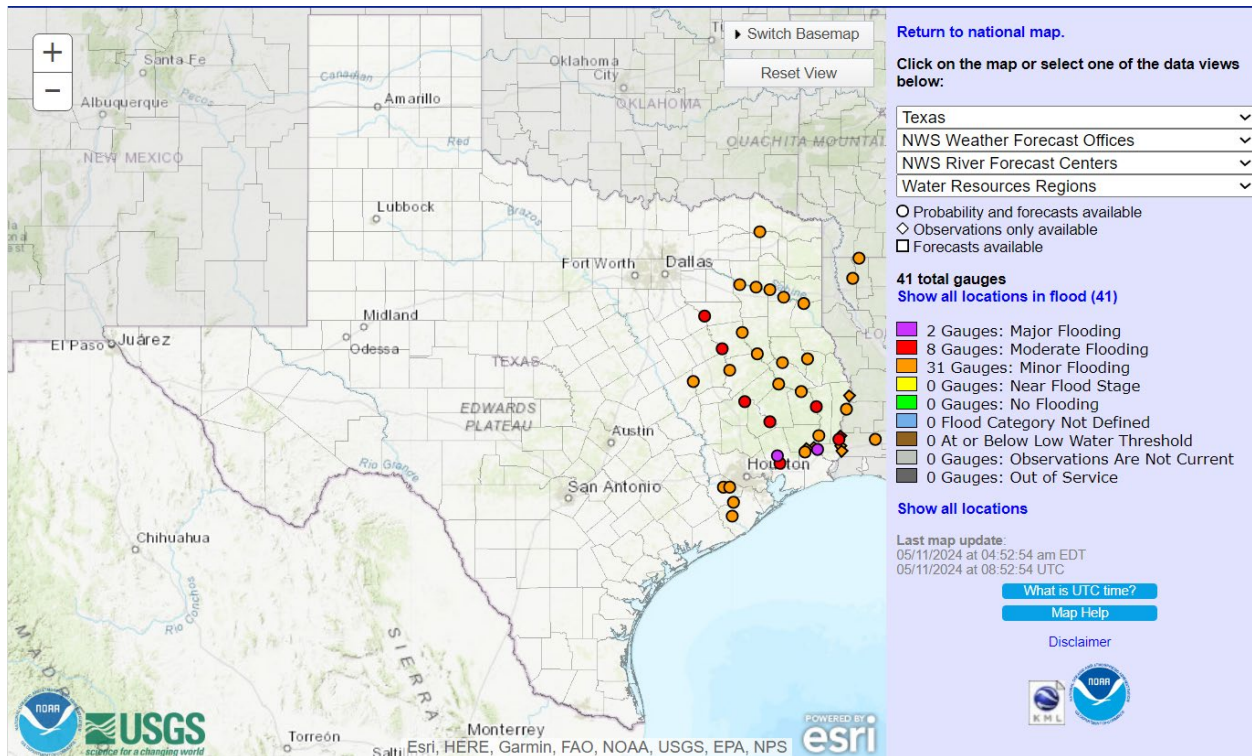 +
−
Switch Basemap
Reset View
Santa Fe
Albuquerque
Pecos
NEW MEXICO
Canadian
Amarillo
Oklahoma
City
OKLAHOMA
OUACHITA MOUNTAI
Red
Lubbock
Brazos
Fort Worth
Dallas
Midland
Odessa
El Paso
Juárez
TEXAS
EDWARDS
PLATEAU
Austin
Rio Grande
San Antonio
Houston
Chihuahua
Rio Conchos
SIERRA
Monterrey
Torreón
NOAA
USGS
science for a changing world
Esri, HERE, Garmin, FAO, NOAA, USGS, EPA, NPS
POWERED BY
esri
Return to national map.
Click on the map or select one of the data views
below:
Texas
NWS Weather Forecast Offices
NWS River Forecast Centers
Water Resources Regions
Probability and forecasts available
Observations only available
Forecasts available
41 total gauges
Show all locations in flood (41)
2 Gauges: Major Flooding
8 Gauges: Moderate Flooding
31 Gauges: Minor Flooding
0 Gauges: Near Flood Stage
0 Gauges: No Flooding
0 Flood Category Not Defined
0 At or Below Low Water Threshold
0 Gauges: Observations Are Not Current
0 Gauges: Out of Service
Show all locations
Last map update:
05/11/2024 at 04:52:54 am EDT
05/11/2024 at 08:52:54 UTC
What is UTC time?
Map Help
Disclaimer
KML
NOAA